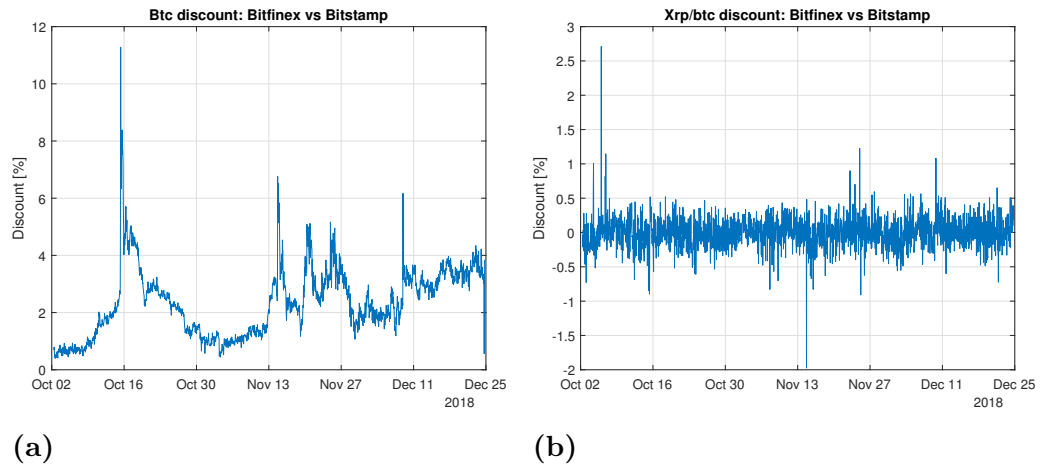 Btc discount: Bitfinex vs Bitstamp
12
10
8
6
4
2
0
Discount [%]
Oct 02 Oct 16 Oct 30 Nov 13 Nov 27 Dec 11 Dec 25
2018
(a)
Xrp/btc discount: Bitfinex vs Bitstamp
3
2.5
2
1.5
1
0.5
0
-0.5
-1
-1.5
-2
Discount [%]
Oct 02 Oct 16 Oct 30 Nov 13 Nov 27 Dec 11 Dec 25
2018
(b)